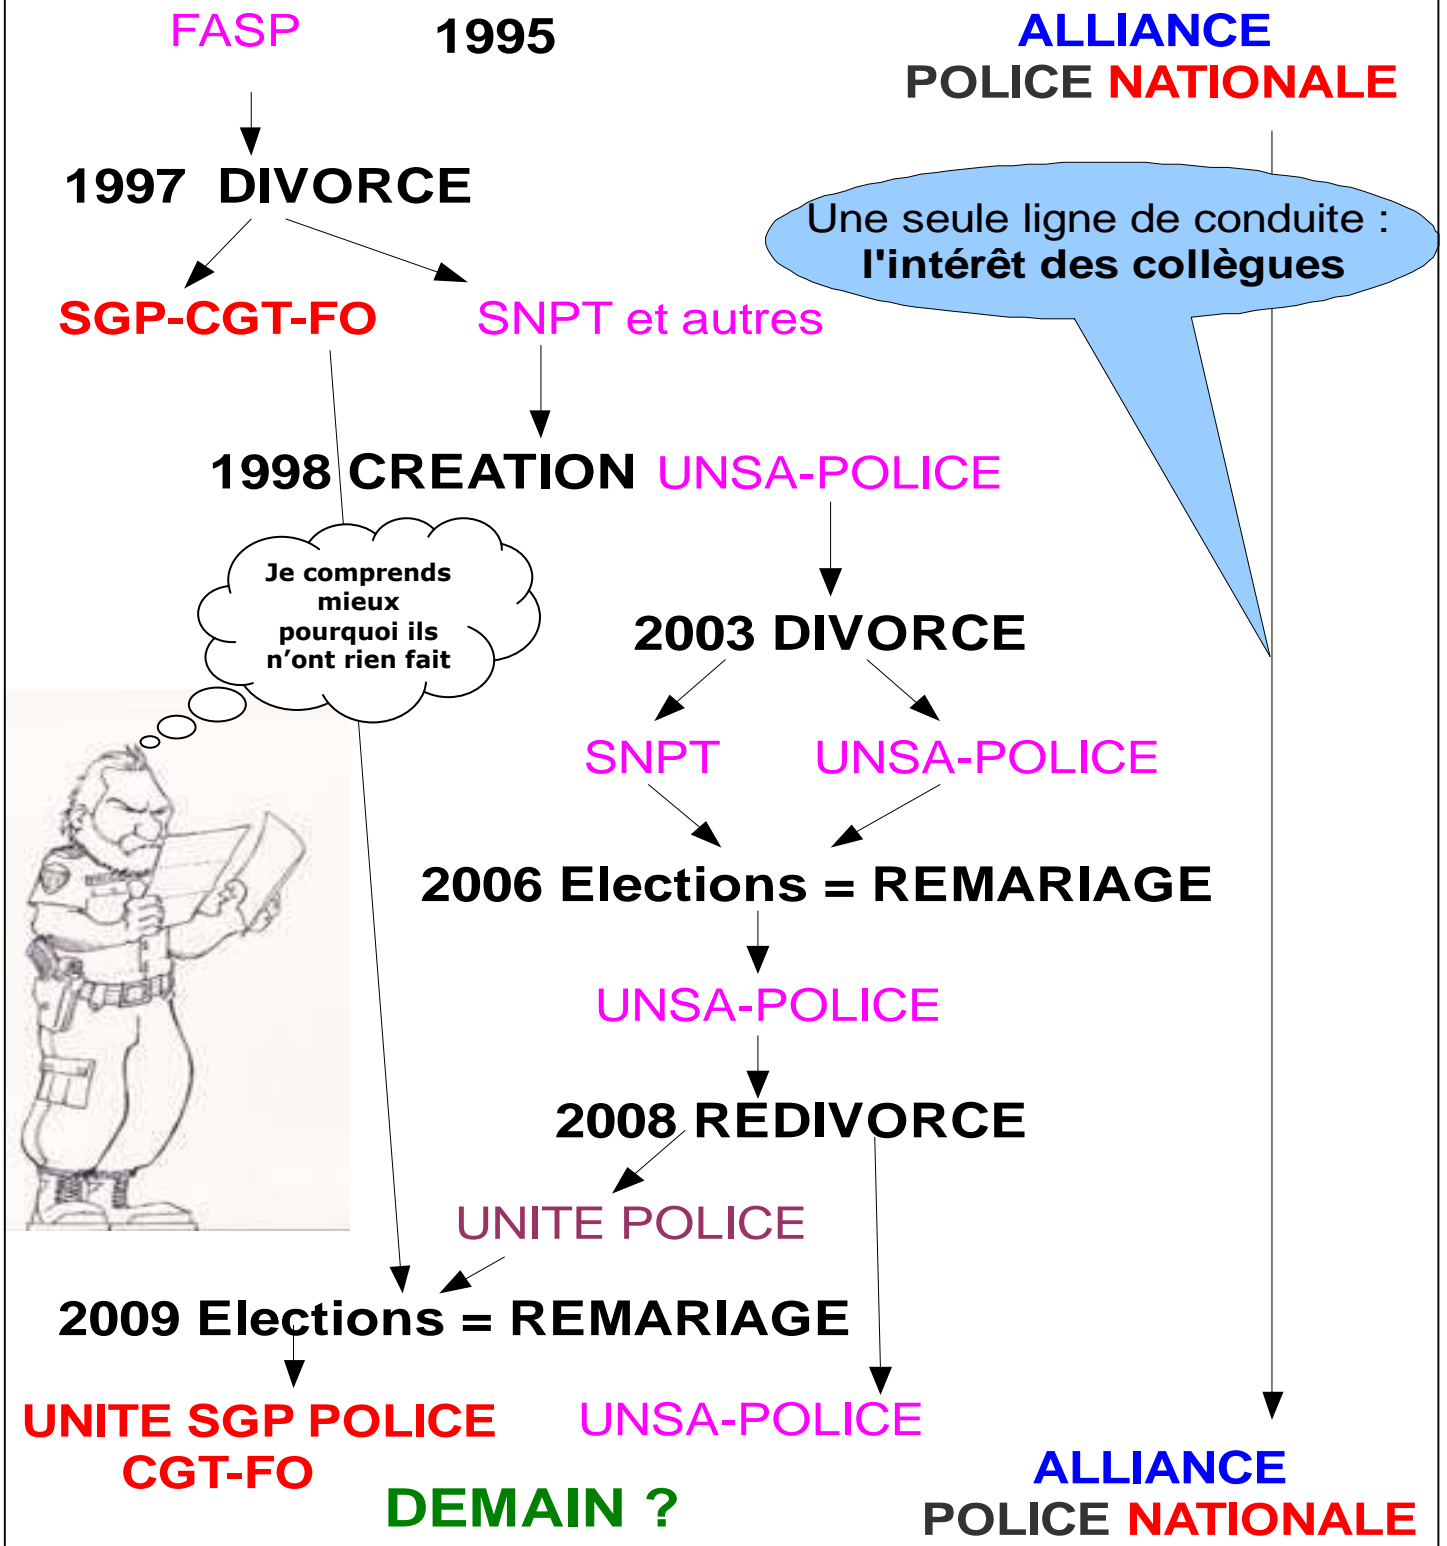 FASP
1995
ALLIANCE
POLICE NATIONALE
1997 DIVORCE
Une seule ligne de conduite :
l'intérêt des collègues
SGP-CGT-FO
SNPT et autres
1998 CREATION UNSA-POLICE
Je comprends
mieux
pourquoi ils
n’ont rien fait
2003 DIVORCE
SNPT
UNSA-POLICE
2006 Elections = REMARIAGE
UNSA-POLICE
2008 REDIVORCE
UNITE POLICE
2009 Elections = REMARIAGE
UNITE SGP POLICE
CGT-FO
UNSA-POLICE
DEMAIN ?
ALLIANCE
POLICE NATIONALE